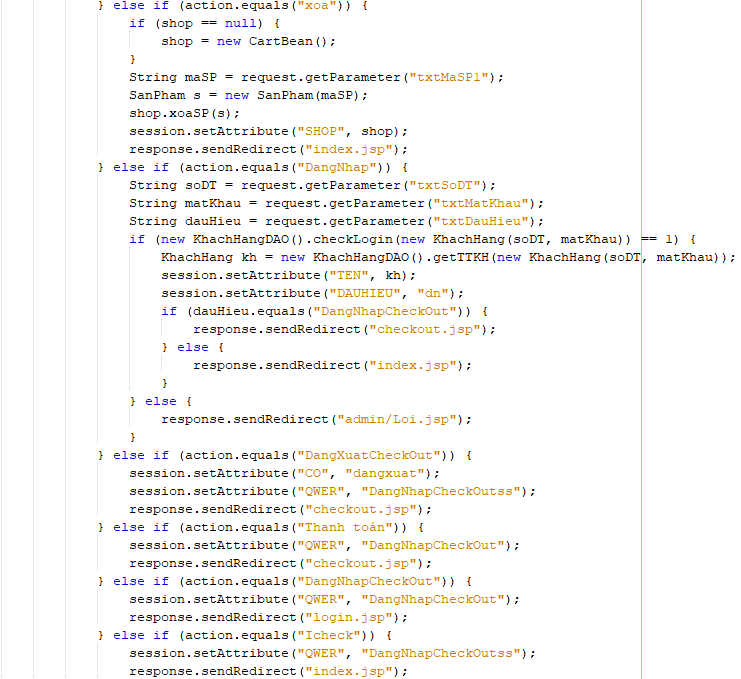 } else if (action.equals("xoa")) {
if (shop == null) {
shop = new CartBean();
}
String maSP = request.getParameter("txtMaSP1");
SanPham s = new SanPham(maSP);
shop.xoaSP(s);
session.setAttribute("SHOP", shop);
response.sendRedirect("index.jsp");
} else if (action.equals("DangNhap")) {
String soDT = request.getParameter("txtSoDT");
String matKhau = request.getParameter("txtMatKhau");
String dauHieu = request.getParameter("txtDauHieu");
if (new KhachHangDAO().checkLogin(new KhachHang(soDT, matKhau)) == 1) {
KhachHang kh = new KhachHangDAO().getTTKH(new KhachHang(soDT, matKhau));
session.setAttribute("TEN", kh);
session.setAttribute("DAUHIEU", "dn");
if (dauHieu.equals("DangNhapCheckOut")) {
response.sendRedirect("checkout.jsp");
} else {
response.sendRedirect("index.jsp");
}
} else {
response.sendRedirect("admin/Loi.jsp");
}
} else if (action.equals("DangXuatCheckOut")) {
session.setAttribute("CO", "dangxuat");
session.setAttribute("QWER", "DangNhapCheckOutss");
response.sendRedirect("checkout.jsp");
} else if (action.equals("Thanh toán")) {
session.setAttribute("QWER", "DangNhapCheckOut");
response.sendRedirect("checkout.jsp");
} else if (action.equals("DangNhapCheckOut")) {
session.setAttribute("QWER", "DangNhapCheckOut");
response.sendRedirect("login.jsp");
} else if (action.equals("Icheck")) {
session.setAttribute("QWER", "DangNhapCheckOutss");
response.sendRedirect("index.jsp");